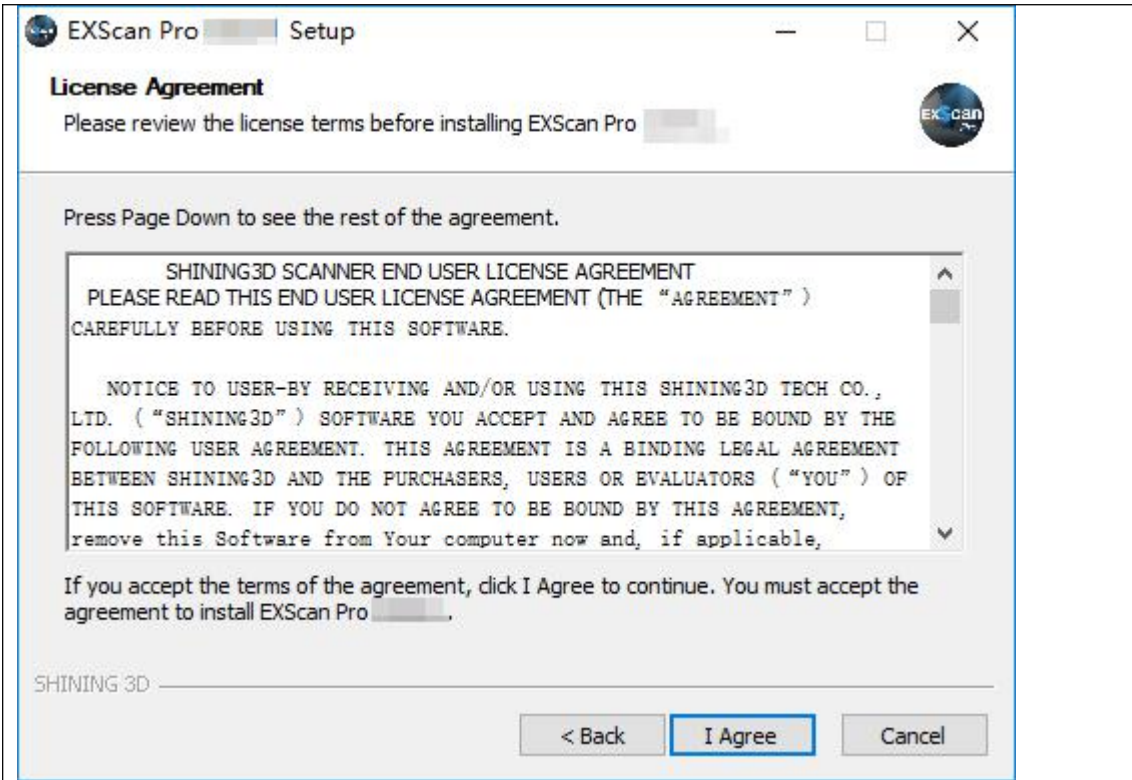 EXScan Pro Setup
License Agreement
Please review the license terms before installing EXScan Pro
EXScan
Pro
Press Page Down to see the rest of the agreement.
SHINING3D SCANNER END USER LICENSE AGREEMENT
PLEASE READ THIS END USER LICENSE AGREEMENT (THE “AGREEMENT”)
CAREFULLY BEFORE USING THIS SOFTWARE.
NOTICE TO USER-BY RECEIVING AND/OR USING THIS SHINING3D TECH CO.,
LTD. (“SHINING3D”) SOFTWARE YOU ACCEPT AND AGREE TO BE BOUND BY THE
FOLLOWING USER AGREEMENT. THIS AGREEMENT IS A BINDING LEGAL AGREEMENT
BETWEEN SHINING3D AND THE PURCHASERS, USERS OR EVALUATORS (“YOU”) OF
THIS SOFTWARE. IF YOU DO NOT AGREE TO BE BOUND BY THIS AGREEMENT,
remove this Software from Your computer now and, if applicable,
If you accept the terms of the agreement, click I Agree to continue. You must accept the
agreement to install EXScan Pro .
SHINING 3D
< Back I Agree Cancel